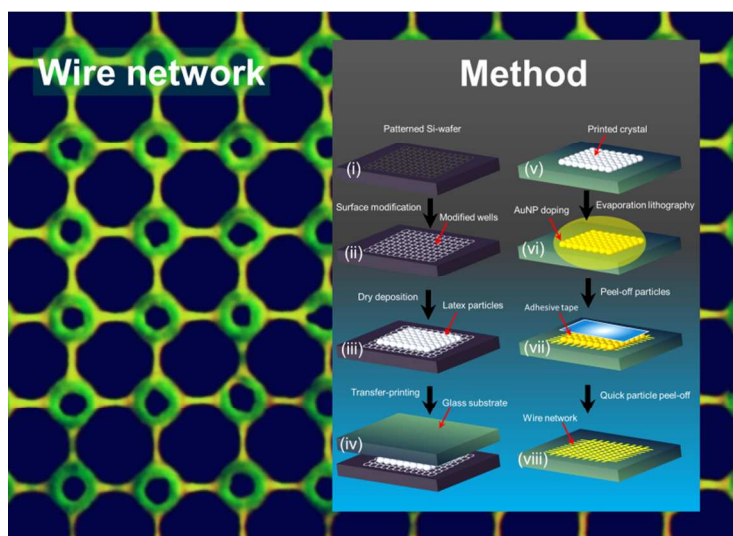 Wire network
Method
Patterned Si-wafer
(i)
Surface modification
Modified wells
(ii)
Dry deposition
Latex particles
(iii)
Transfer-printing
Glass substrate
(iv)
Printed crystal
(v)
AuNP doping
Evaporation lithography
(vi)
Peel-off particles
Adhesive tape
(vii)
Quick particle peel-off
Wire network
(viii)